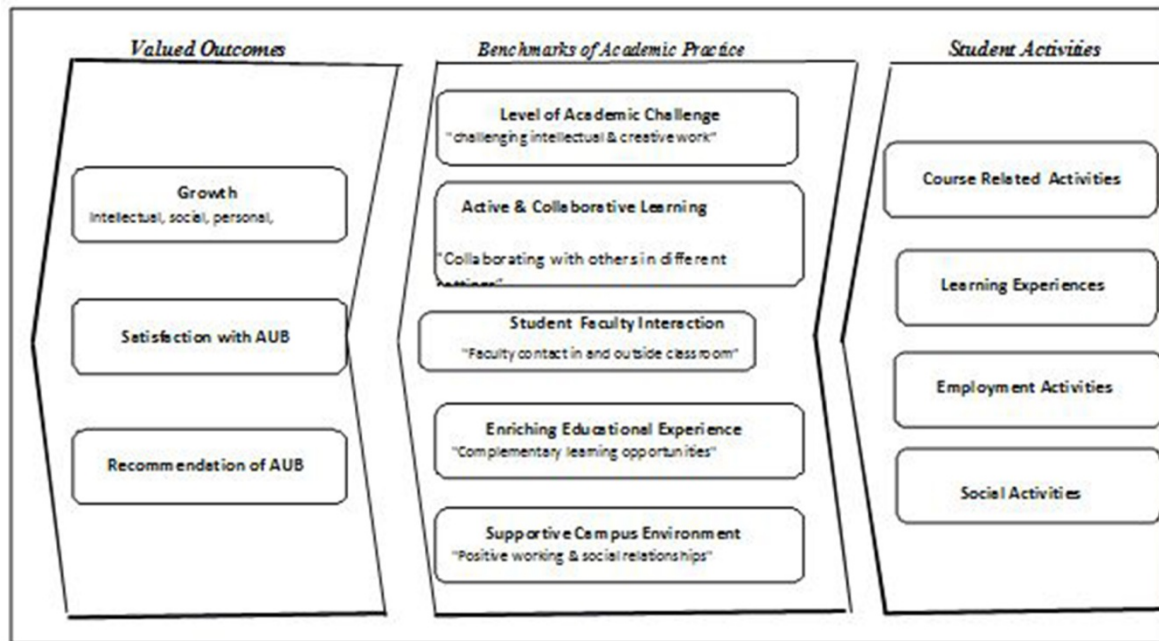 Valued Outcomes
Growth
Intellectual, social, personal,
Satisfaction with AUB
Recommendation of AUB
Benchmarks of Academic Practice
Level of Academic Challenge
"challenging intellectual & creative work"
Active & Collaborative Learning
"Collaborating with others in different
settings"
Student Faculty Interaction
"Faculty contact in and outside classroom"
Enriching Educational Experience
"Complementary learning opportunities"
Supportive Campus Environment
"Positive working & social relationships"
Student Activities
Course Related Activities
Learning Experiences
Employment Activities
Social Activities